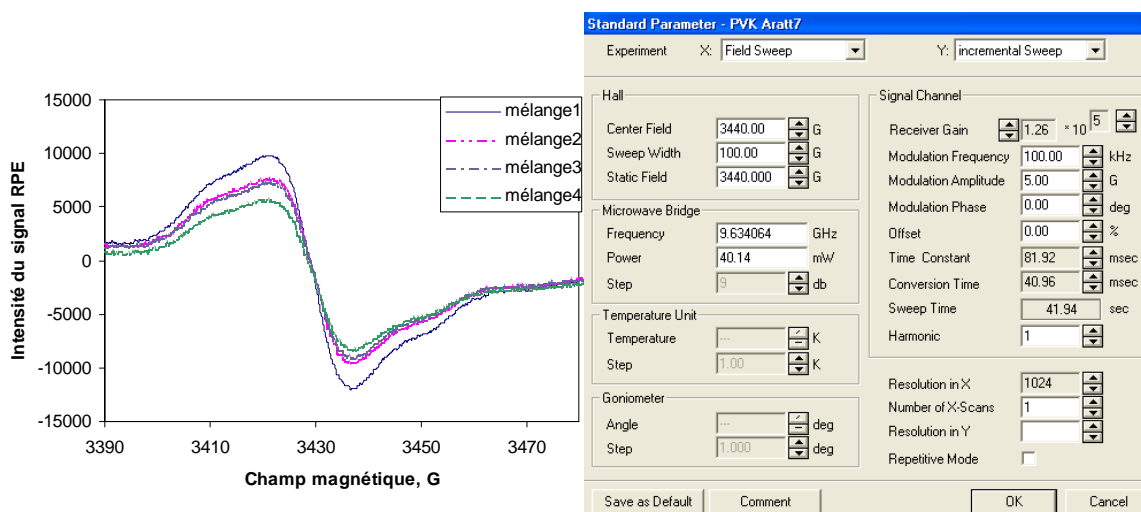 15000
10000
5000
0
-5000
-10000
-15000
Intensité du signal RPE
3390 3410 3430 3450 3470
Champ magnétique, G
mélange1
mélange2
mélange3
mélange4
Standard Parameter - PVK Aratt7
Experiment X: Field Sweep Y: incremental Sweep
Hall
Center Field 3440.00 G
Sweep Width 100.00 G
Static Field 3440.000 G
Microwave Bridge
Frequency 9.634064 GHz
Power 40.14 mW
Step 9 db
Temperature Unit
Temperature --- K
Step 1.00 K
Goniometer
Angle --- deg
Step 1.000 deg
Signal Channel
Receiver Gain 1.26 * 10 5
Modulation Frequency 100.00 kHz
Modulation Amplitude 5.00 G
Modulation Phase 0.00 deg
Offset 0.00 %
Time Constant 81.92 msec
Conversion Time 40.96 msec
Sweep Time 41.94 sec
Harmonic 1
Resolution in X 1024
Number of X-Scans 1
Resolution in Y
Repetitive Mode
Save as Default Comment OK Cancel